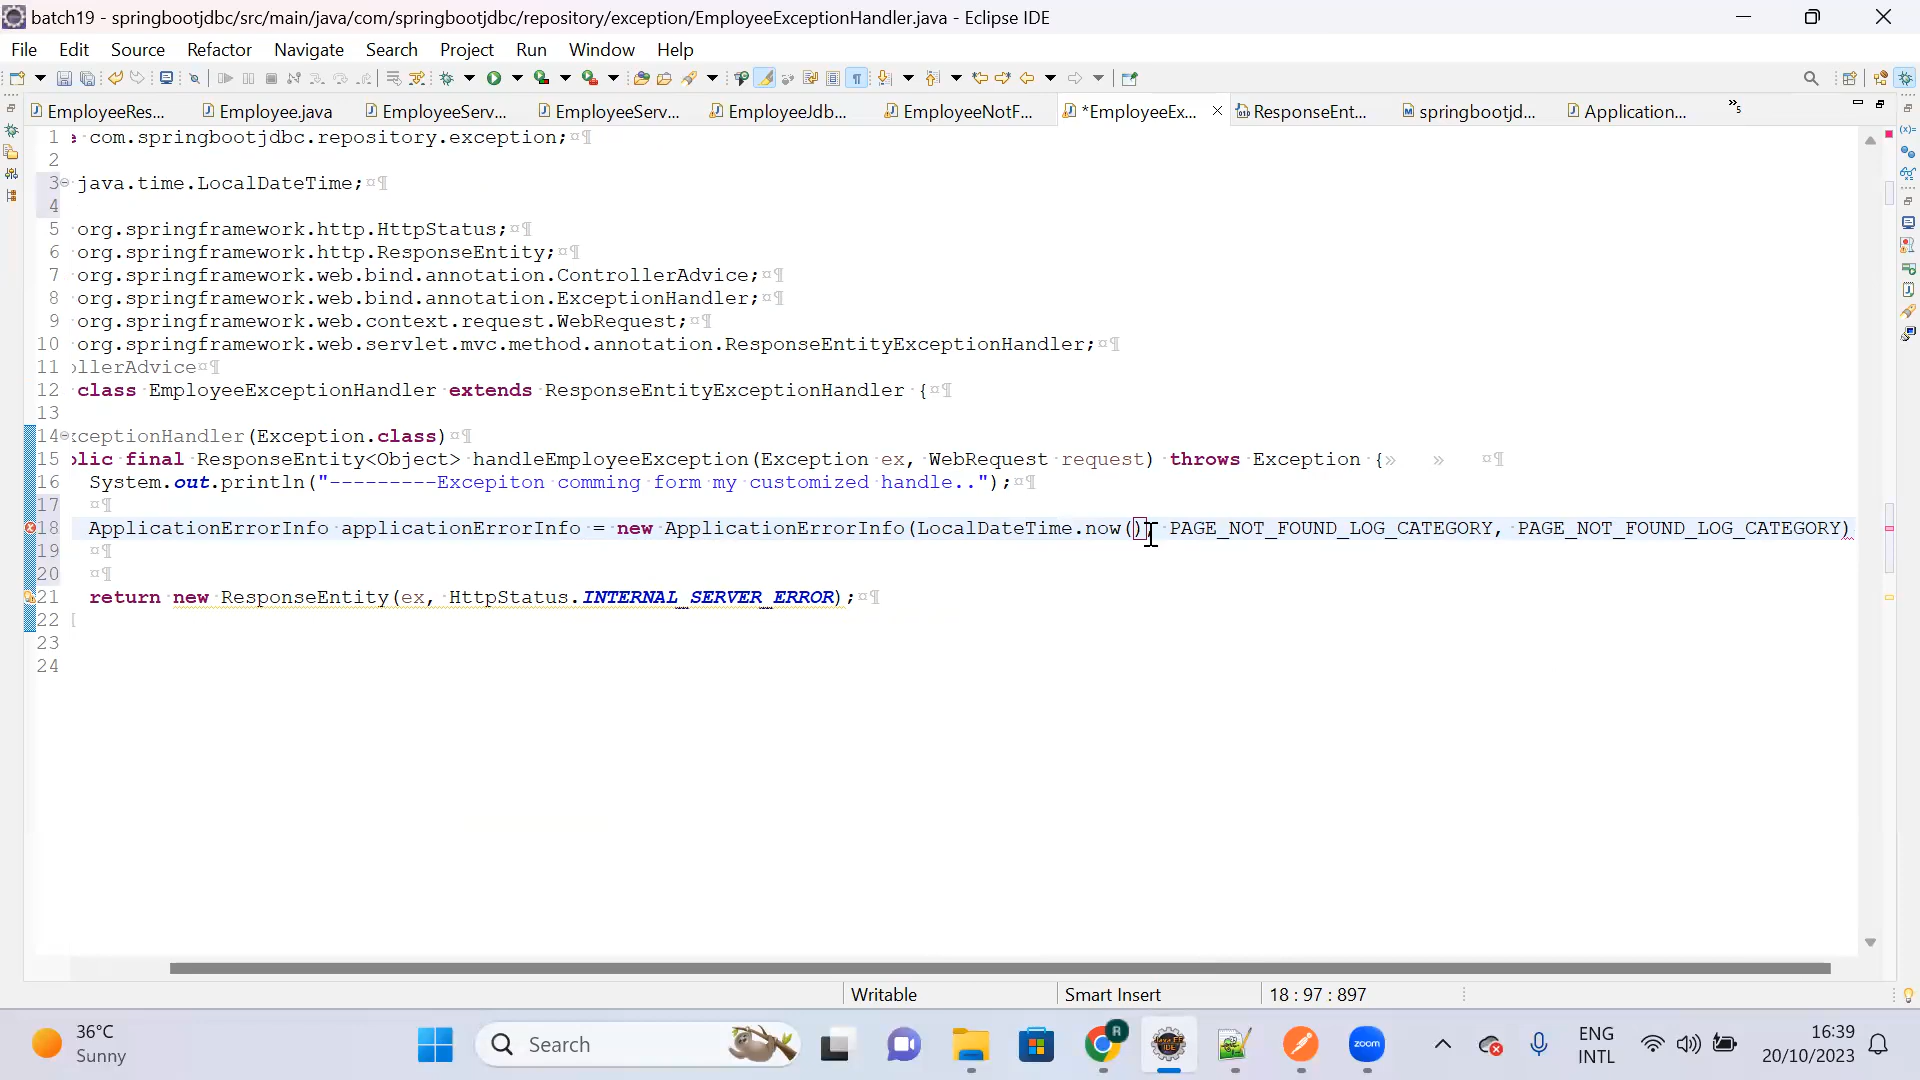 batch19 - springbootjdbc/src/main/java/com/springbootjdbc/repository/exception/EmployeeExceptionHandler.java - Eclipse IDE
File Edit Source Refactor Navigate Search Project Run Window Help
EmployeeRes... Employee.java EmployeeServ... EmployeeServ... EmployeeJdb... EmployeeNotF... *EmployeeEx... ResponseEnt... springbootjd... Application... »5
1 e com.springbootjdbc.repository.exception;
2
3 java.time.LocalDateTime;
4
5 org.springframework.http.HttpStatus;
6 org.springframework.http.ResponseEntity;
7 org.springframework.web.bind.annotation.ControllerAdvice;
8 org.springframework.web.bind.annotation.ExceptionHandler;
9 org.springframework.web.context.request.WebRequest;
10 org.springframework.web.servlet.mvc.method.annotation.ResponseEntityExceptionHandler;
11 ollerAdvice
12 class EmployeeExceptionHandler extends ResponseEntityExceptionHandler {
13
14 xceptionHandler(Exception.class)
15 blic final ResponseEntity<Object> handleEmployeeException(Exception ex, WebRequest request) throws Exception {
16 System.out.println("---------Excepiton comming form my customized handle..");
17
18 ApplicationErrorInfo applicationErrorInfo = new ApplicationErrorInfo(LocalDateTime.now(), PAGE_NOT_FOUND_LOG_CATEGORY, PAGE_NOT_FOUND_LOG_CATEGORY)
19
20
21 return new ResponseEntity(ex, HttpStatus.INTERNAL_SERVER_ERROR);
22
23
24
Writable Smart Insert 18 : 97 : 897
36°C
Sunny
Search
zoom
ENG
INTL
16:39
20/10/2023